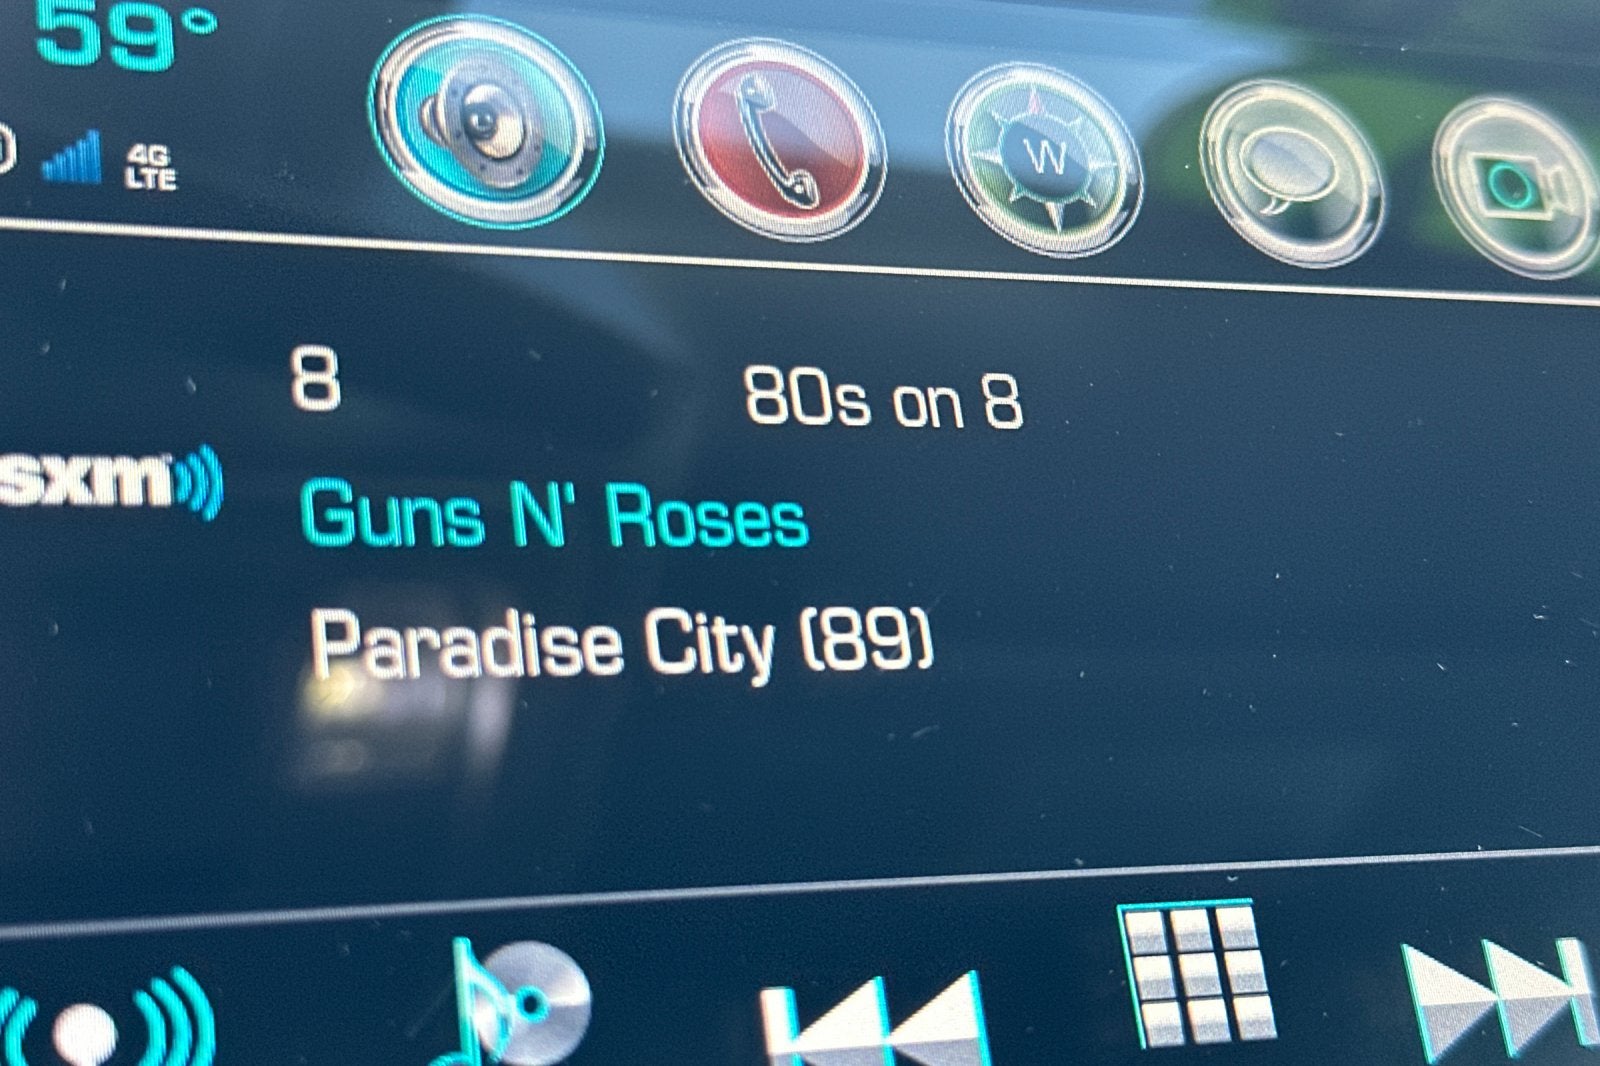 59°
4G
LTE
W
8
80s on 8
sxm
Guns N' Roses
Paradise City (89)